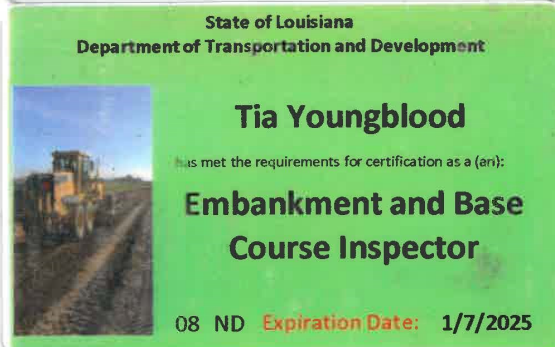 State of Louisiana
Department of Transportation and Development
Tia Youngblood
has met the requirements for certification as a (an):
Embankment and Base
Course Inspector
08 ND Expiration Date: 1/7/2025